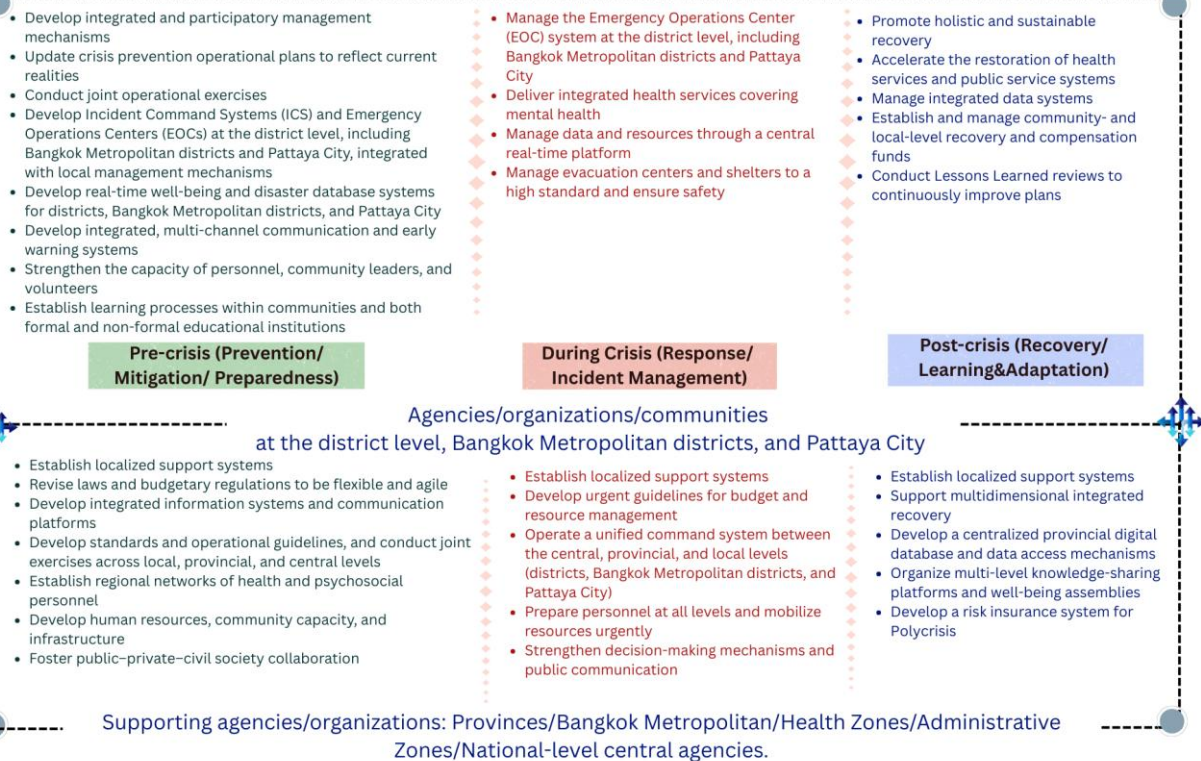 • Develop integrated and participatory management
mechanisms
• Update crisis prevention operational plans to reflect current
realities
• Conduct joint operational exercises
• Develop Incident Command Systems (ICS) and Emergency
Operations Centers (EOCs) at the district level, including
Bangkok Metropolitan districts and Pattaya City, integrated
with local management mechanisms
• Develop real-time well-being and disaster database systems
for districts, Bangkok Metropolitan districts, and Pattaya City
• Develop integrated, multi-channel communication and early
warning systems
• Strengthen the capacity of personnel, community leaders, and
volunteers
• Establish learning processes within communities and both
formal and non-formal educational institutions
• Manage the Emergency Operations Center
(EOC) system at the district level, including
Bangkok Metropolitan districts and Pattaya
City
• Deliver integrated health services covering
mental health
• Manage data and resources through a central
real-time platform
• Manage evacuation centers and shelters to a
high standard and ensure safety
• Promote holistic and sustainable
recovery
• Accelerate the restoration of health
services and public service systems
• Manage integrated data systems
• Establish and manage community- and
local-level recovery and compensation
funds
• Conduct Lessons Learned reviews to
continuously improve plans
Pre-crisis (Prevention/
Mitigation/ Preparedness)
During Crisis (Response/
Incident Management)
Post-crisis (Recovery/
Learning&Adaptation)
Agencies/organizations/communities
at the district level, Bangkok Metropolitan districts, and Pattaya City
• Establish localized support systems
• Revise laws and budgetary regulations to be flexible and agile
• Develop integrated information systems and communication
platforms
• Develop standards and operational guidelines, and conduct joint
exercises across local, provincial, and central levels
• Establish regional networks of health and psychosocial
personnel
• Develop human resources, community capacity, and
infrastructure
• Foster public–private–civil society collaboration
• Establish localized support systems
• Develop urgent guidelines for budget and
resource management
• Operate a unified command system between
the central, provincial, and local levels
(districts, Bangkok Metropolitan districts, and
Pattaya City)
• Prepare personnel at all levels and mobilize
resources urgently
• Strengthen decision-making mechanisms and
public communication
• Establish localized support systems
• Support multidimensional integrated
recovery
• Develop a centralized provincial digital
database and data access mechanisms
• Organize multi-level knowledge-sharing
platforms and well-being assemblies
• Develop a risk insurance system for
Polycrisis
Supporting agencies/organizations: Provinces/Bangkok Metropolitan/Health Zones/Administrative
Zones/National-level central agencies.